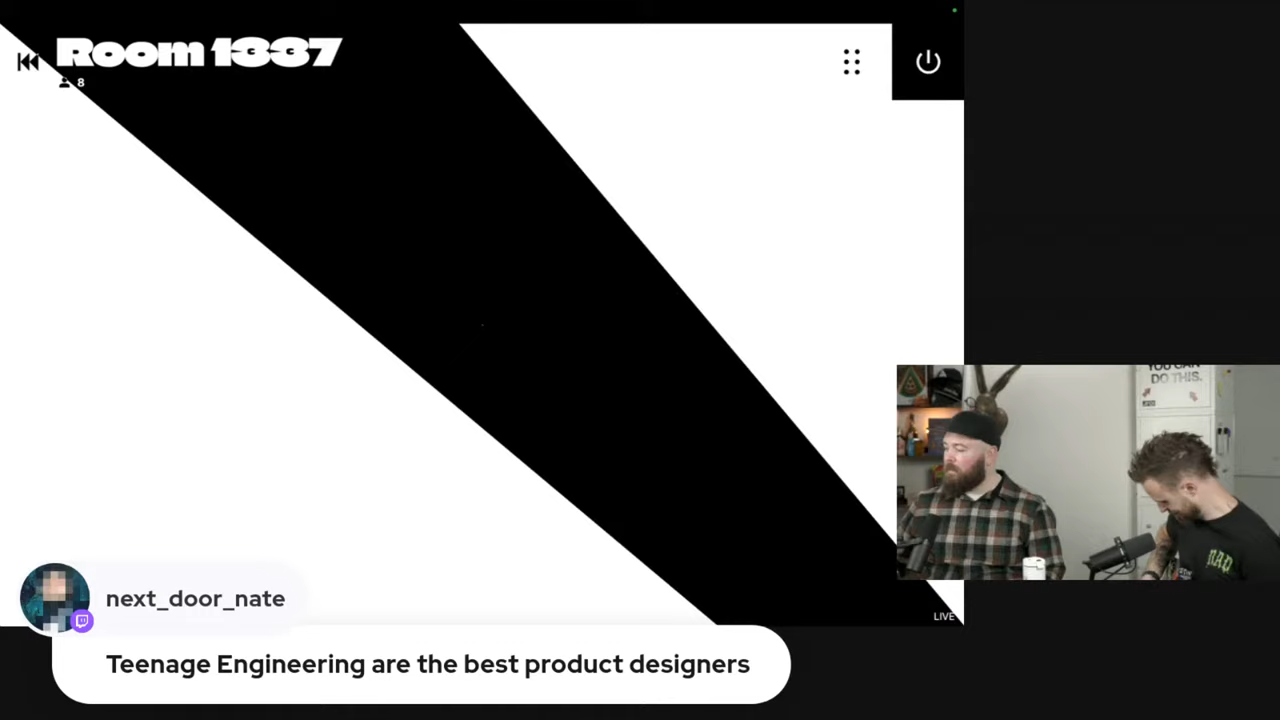 Room 1337
8
YOU CAN
DO THIS.
LIVE
next_door_nate
Teenage Engineering are the best product designers